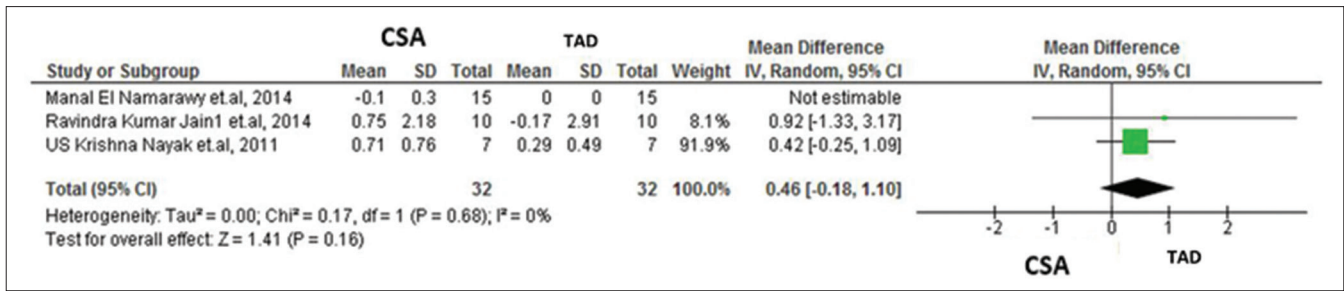 CSA TAD Mean Difference Mean Difference
Study or Subgroup Mean SD Total Mean SD Total Weight IV, Random, 95% CI IV, Random, 95% CI
Manal El Namarawy et.al, 2014 -0.1 0.3 15 0 0 15 Not estimable
Ravindra Kumar Jain1 et.al, 2014 0.75 2.18 10 -0.17 2.91 10 8.1% 0.92 [-1.33, 3.17]
US Krishna Nayak et.al, 2011 0.71 0.76 7 0.29 0.49 7 91.9% 0.42 [-0.25, 1.09]
Total (95% CI) 32 32 100.0% 0.46 [-0.18, 1.10]
Heterogeneity: Tau² = 0.00; Chi² = 0.17, df = 1 (P = 0.68); I² = 0%
Test for overall effect: Z = 1.41 (P = 0.16)
-2 -1 0 1 2
CSA TAD